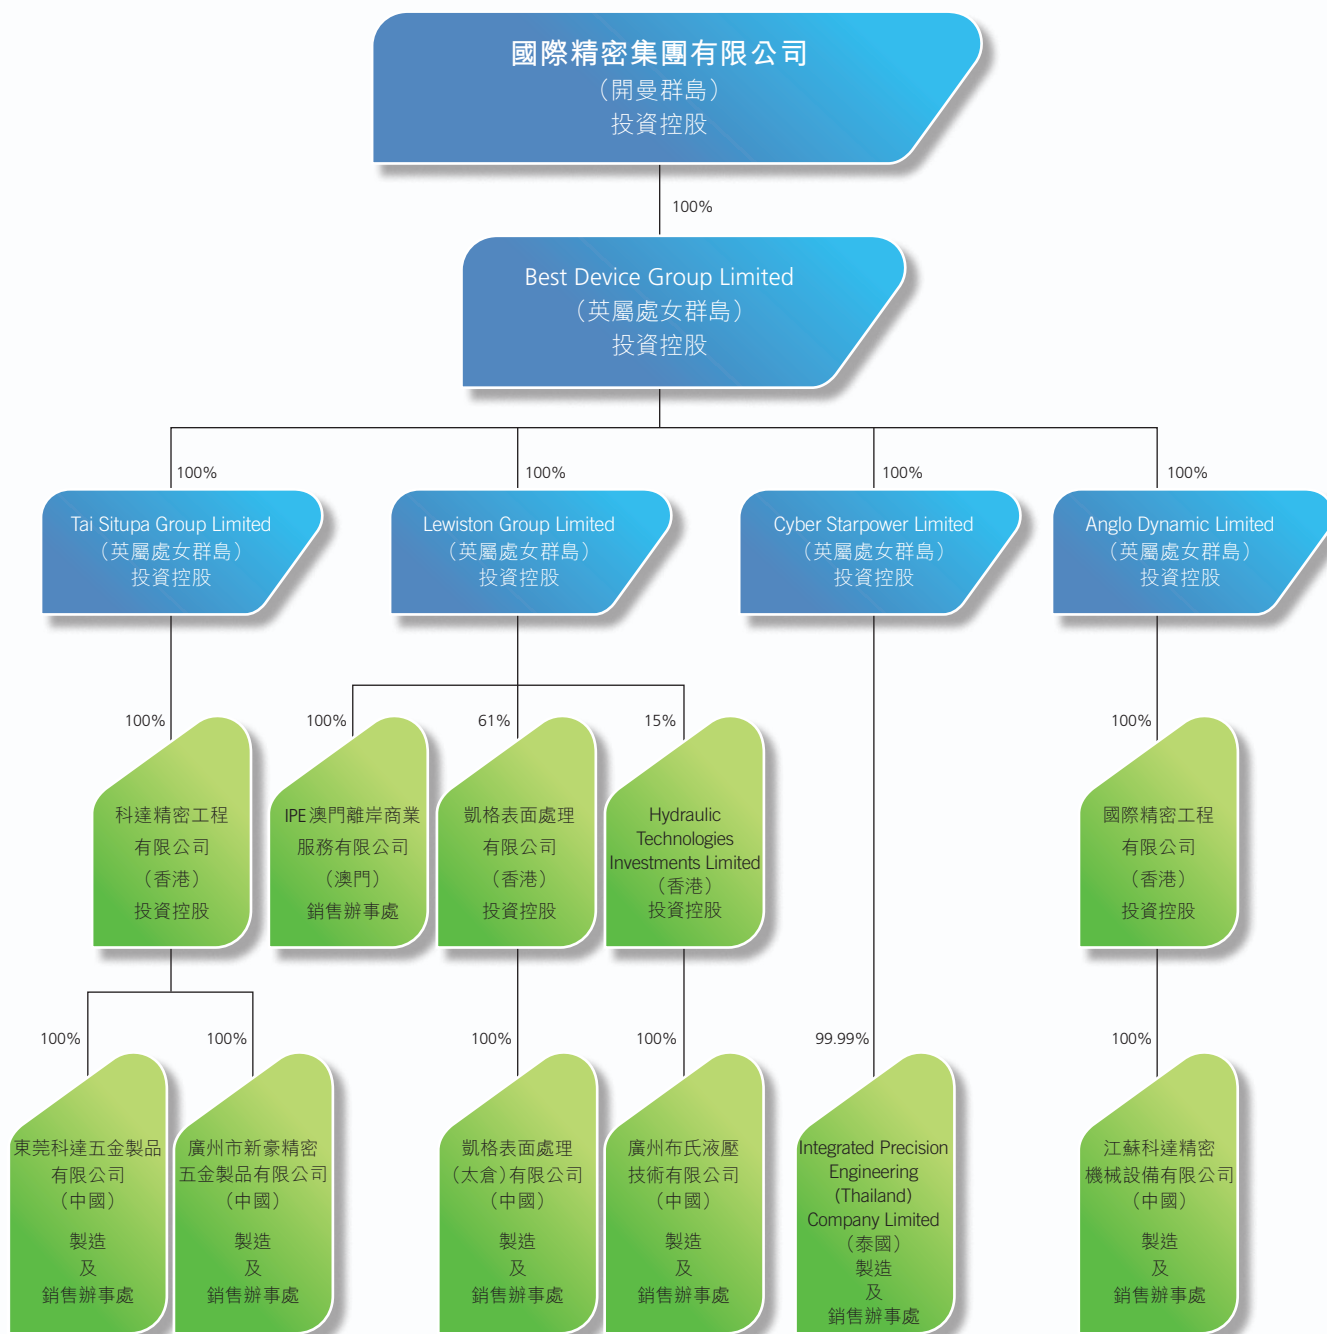 國際精密集團有限公司
（開曼群島）
投資控股
100%
Best Device Group Limited
（英屬處女群島）
投資控股
100%
100%
100%
100%
Tai Situpa Group Limited
（英屬處女群島）
投資控股
Lewiston Group Limited
（英屬處女群島）
投資控股
Cyber Starpower Limited
（英屬處女群島）
投資控股
Anglo Dynamic Limited
（英屬處女群島）
投資控股
100%
100%
61%
15%
100%
科達精密工程
有限公司
（香港）
投資控股
IPE澳門離岸商業
服務有限公司
（澳門）
銷售辦事處
凱格表面處理
有限公司
（香港）
投資控股
Hydraulic
Technologies
Investments Limited
（香港）
投資控股
國際精密工程
有限公司
（香港）
投資控股
100%
100%
100%
100%
99.99%
100%
東莞科達五金製品
有限公司
（中國）
製造
及
銷售辦事處
廣州市新豪精密
五金製品有限公司
（中國）
製造
及
銷售辦事處
凱格表面處理
（太倉）有限公司
（中國）
製造
及
銷售辦事處
廣州布氏液壓
技術有限公司
（中國）
製造
及
銷售辦事處
Integrated Precision
Engineering
(Thailand)
Company Limited
（泰國）
製造
及
銷售辦事處
江蘇科達精密
機械設備有限公司
（中國）
製造
及
銷售辦事處